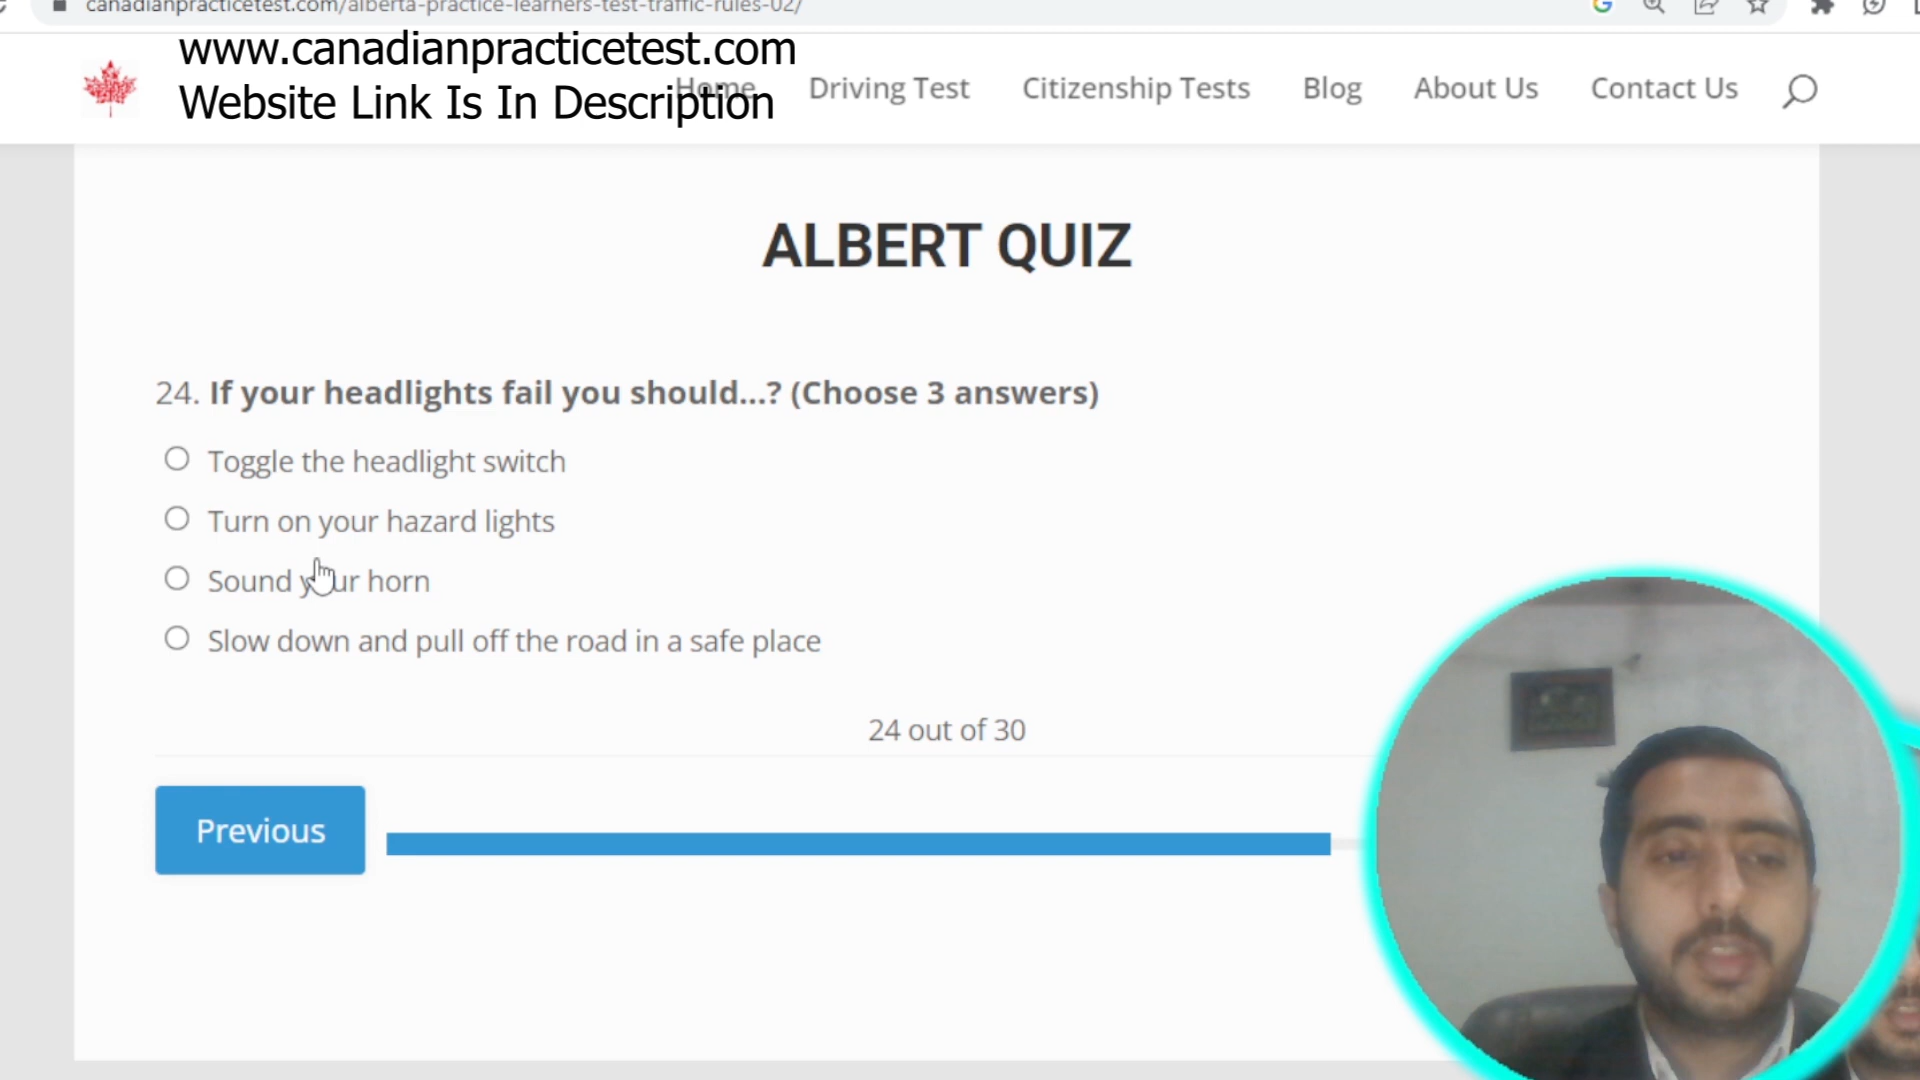 canadianpracticetest.com/alberta-practice-learners-test-traffic-rules-02/
www.canadianpracticetest.com
Website Link Is In Description
Home
Driving Test
Citizenship Tests
Blog
About Us
Contact Us
ALBERT QUIZ
24. If your headlights fail you should...? (Choose 3 answers)
Toggle the headlight switch
Turn on your hazard lights
Sound your horn
Slow down and pull off the road in a safe place
24 out of 30
Previous